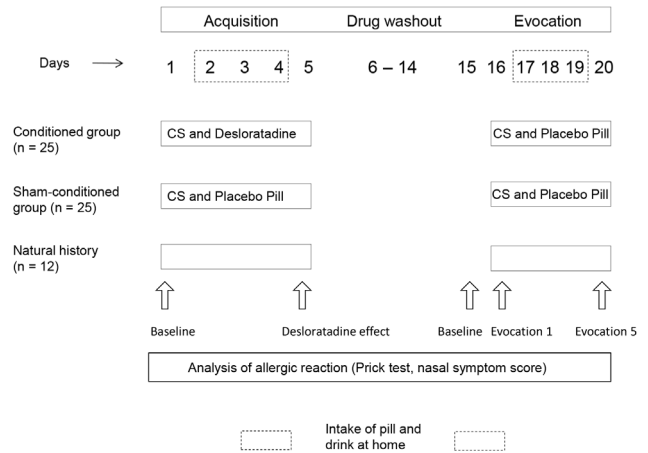 Acquisition Drug washout Evocation
Days 1 2 3 4 5 6 – 14 15 16 17 18 19 20
Conditioned group
(n = 25)
CS and Desloratadine CS and Placebo Pill
Sham-conditioned
group (n = 25)
CS and Placebo Pill CS and Placebo Pill
Natural history
(n = 12)
Baseline Desloratadine effect Baseline Evocation 1 Evocation 5
Analysis of allergic reaction (Prick test, nasal symptom score)
Intake of pill and
drink at home